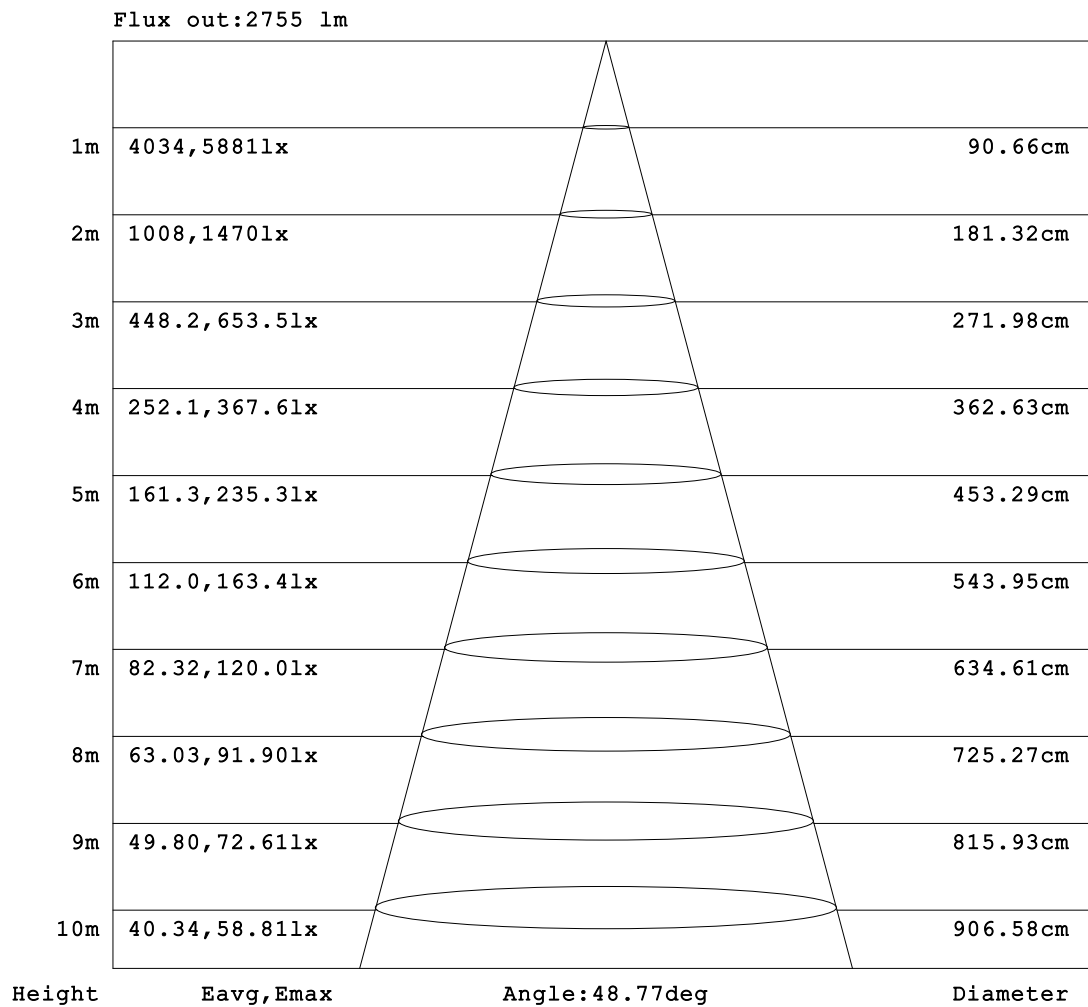 Flux out:2755 lm
1m 4034,5881lx 90.66cm
2m 1008,1470lx 181.32cm
3m 448.2,653.5lx 271.98cm
4m 252.1,367.6lx 362.63cm
5m 161.3,235.3lx 453.29cm
6m 112.0,163.4lx 543.95cm
7m 82.32,120.0lx 634.61cm
8m 63.03,91.90lx 725.27cm
9m 49.80,72.61lx 815.93cm
10m 40.34,58.81lx 906.58cm
Height Eavg,Emax Angle:48.77deg Diameter